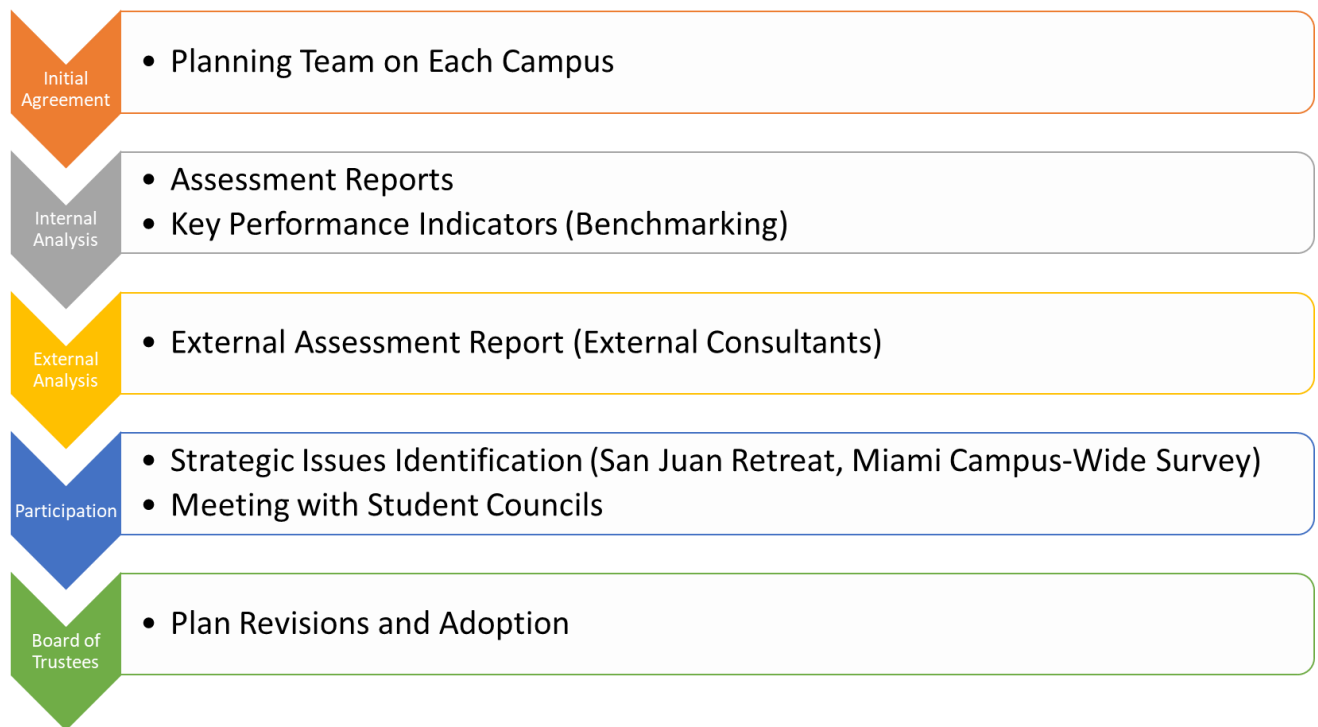 Initial
Agreement
• Planning Team on Each Campus
Internal
Analysis
• Assessment Reports
• Key Performance Indicators (Benchmarking)
External
Analysis
• External Assessment Report (External Consultants)
Participation
• Strategic Issues Identification (San Juan Retreat, Miami Campus-Wide Survey)
• Meeting with Student Councils
Board of
Trustees
• Plan Revisions and Adoption